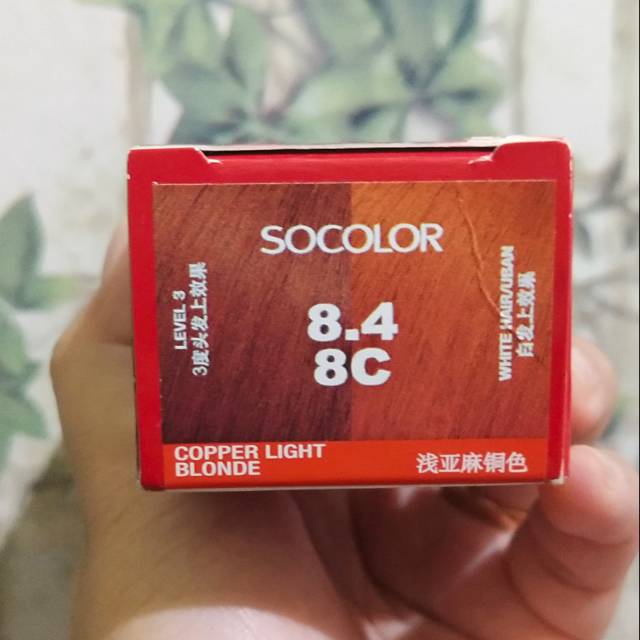 SOCOLOR
LEVEL 3
3度头发上效果
8.4
8C
WHITE HAIR/UBAN
白发上效果
COPPER LIGHT
BLONDE
浅亚麻铜色